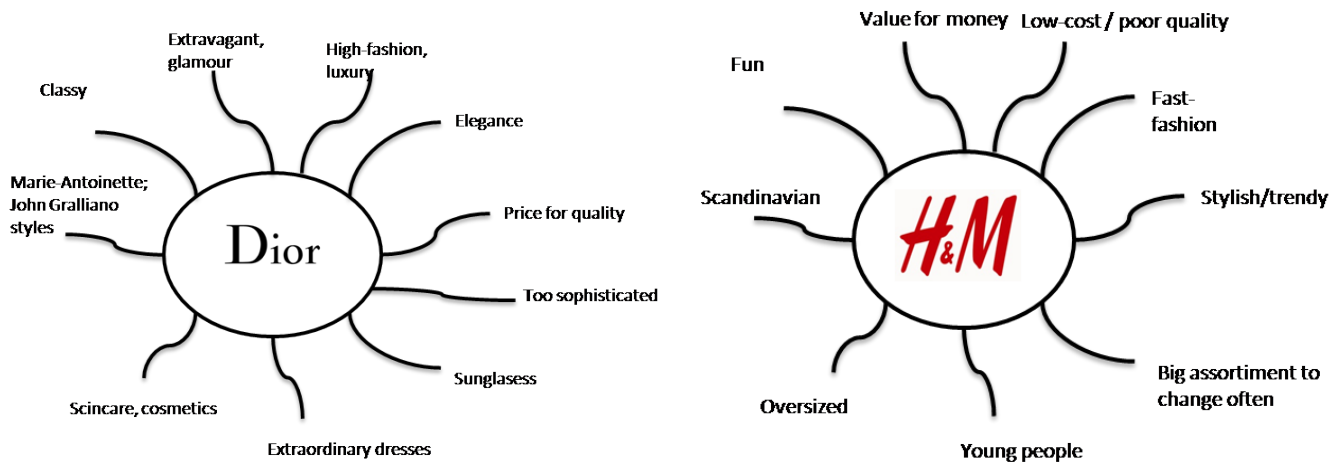 Extravagant,
glamour
High-fashion,
luxury
Classy
Elegance
Marie-Antoinette;
John Gralliano
styles
Dior
Price for quality
Too sophisticated
Sunglasess
Scincare, cosmetics
Extraordinary dresses
Value for money
Low-cost / poor quality
Fun
Fast-
fashion
Scandinavian
Stylish/trendy
H&M
Big assortiment to
change often
Oversized
Young people